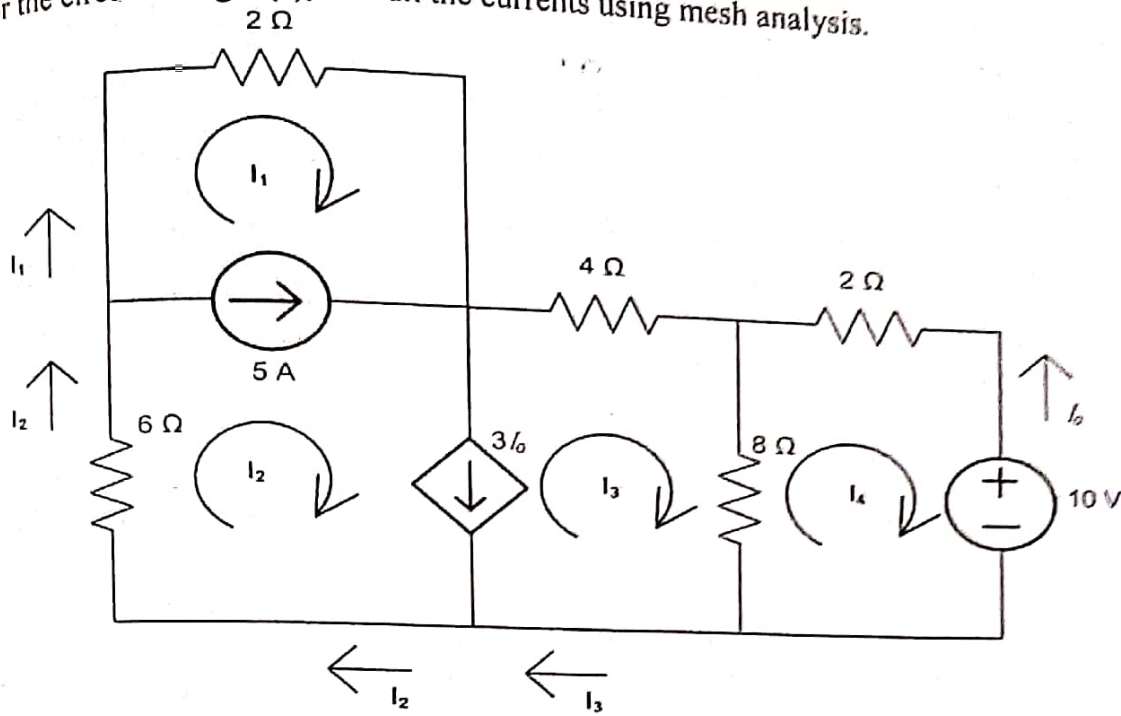 the currents using mesh analysis.
2 Ω
I₁
I₁
5 A
4 Ω
2 Ω
I₂
6 Ω
I₂
3I₀
I₃
8 Ω
I₄
I₀
+
−
10 V
I₂
I₃